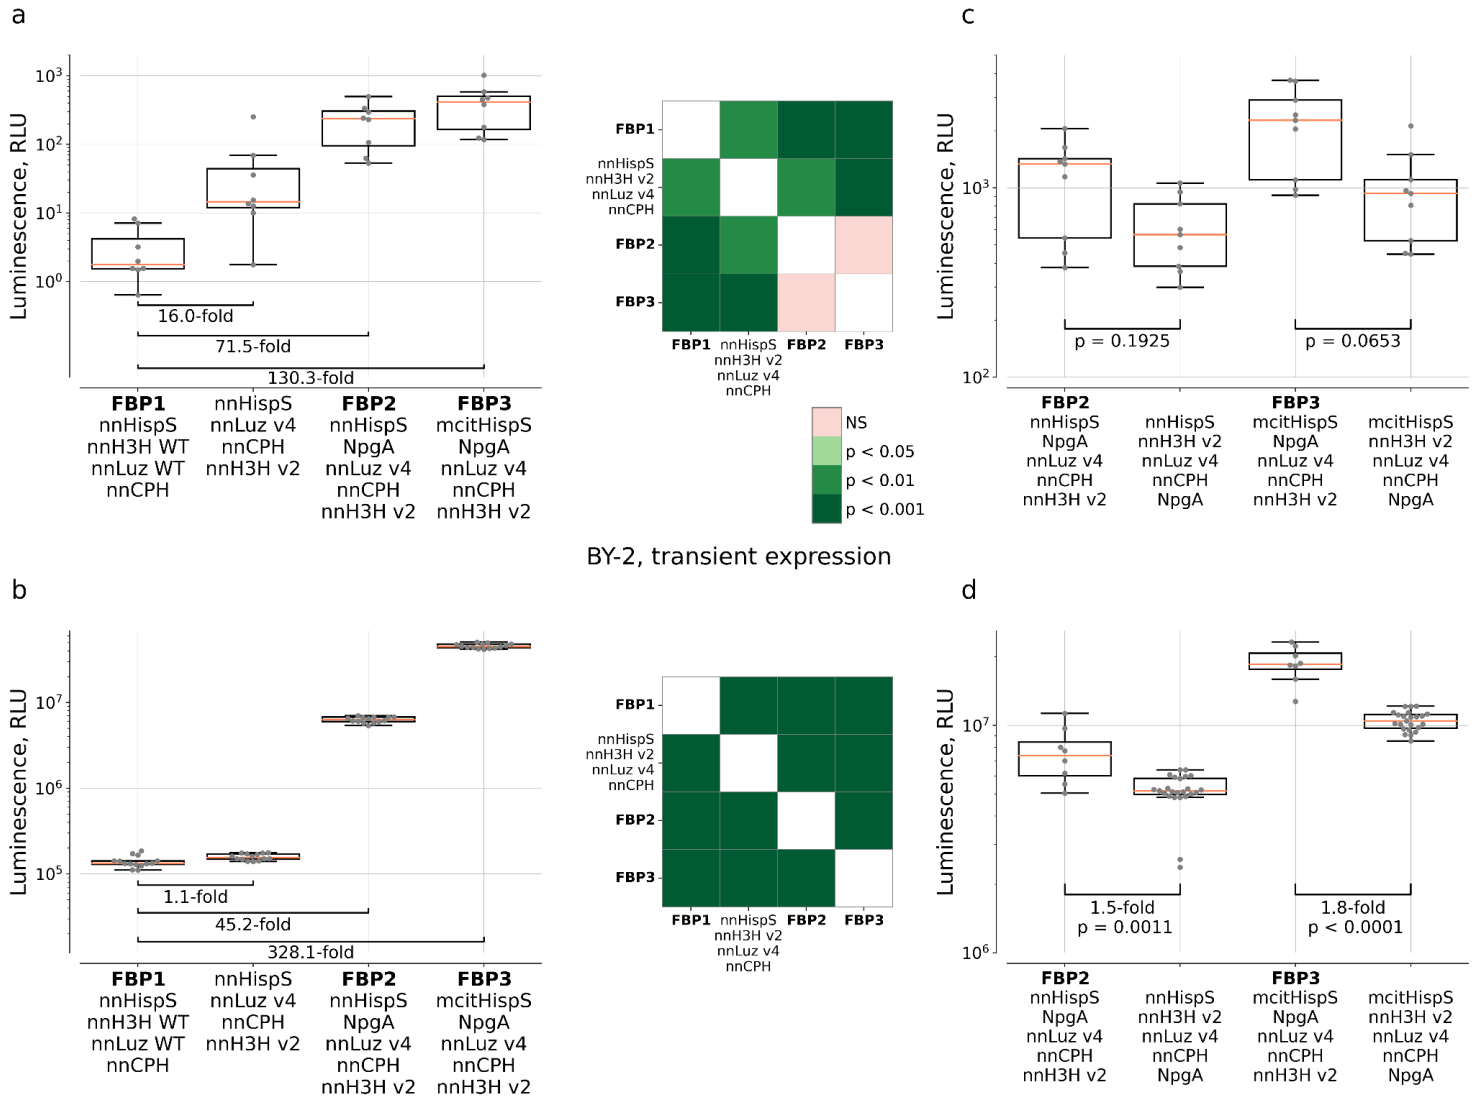 a
Luminescence, RLU
10³
10²
10¹
10⁰
16.0-fold
71.5-fold
130.3-fold
FBP1
nnHispS
nnH3H WT
nnLuz WT
nnCPH
nnHispS
nnLuz v4
nnCPH
nnH3H v2
FBP2
nnHispS
NpgA
nnLuz v4
nnCPH
nnH3H v2
FBP3
mcitHispS
NpgA
nnLuz v4
nnCPH
nnH3H v2
FBP1
nnHispS
nnH3H v2
nnLuz v4
nnCPH
FBP2
FBP3
FBP1
nnHispS
nnH3H v2
nnLuz v4
nnCPH
FBP2
FBP3
NS
p < 0.05
p < 0.01
p < 0.001
c
Luminescence, RLU
10³
10²
p = 0.1925
p = 0.0653
FBP2
nnHispS
NpgA
nnLuz v4
nnCPH
nnH3H v2
nnHispS
nnH3H v2
nnLuz v4
nnCPH
NpgA
FBP3
mcitHispS
NpgA
nnLuz v4
nnCPH
nnH3H v2
mcitHispS
nnH3H v2
nnLuz v4
nnCPH
NpgA
BY-2, transient expression
b
Luminescence, RLU
10⁷
10⁶
10⁵
1.1-fold
45.2-fold
328.1-fold
FBP1
nnHispS
nnH3H WT
nnLuz WT
nnCPH
nnHispS
nnLuz v4
nnCPH
nnH3H v2
FBP2
nnHispS
NpgA
nnLuz v4
nnCPH
nnH3H v2
FBP3
mcitHispS
NpgA
nnLuz v4
nnCPH
nnH3H v2
FBP1
nnHispS
nnH3H v2
nnLuz v4
nnCPH
FBP2
FBP3
FBP1
nnHispS
nnH3H v2
nnLuz v4
nnCPH
FBP2
FBP3
d
Luminescence, RLU
10⁷
10⁶
1.5-fold
p = 0.0011
1.8-fold
p < 0.0001
FBP2
nnHispS
NpgA
nnLuz v4
nnCPH
nnH3H v2
nnHispS
nnH3H v2
nnLuz v4
nnCPH
NpgA
FBP3
mcitHispS
NpgA
nnLuz v4
nnCPH
nnH3H v2
mcitHispS
nnH3H v2
nnLuz v4
nnCPH
NpgA